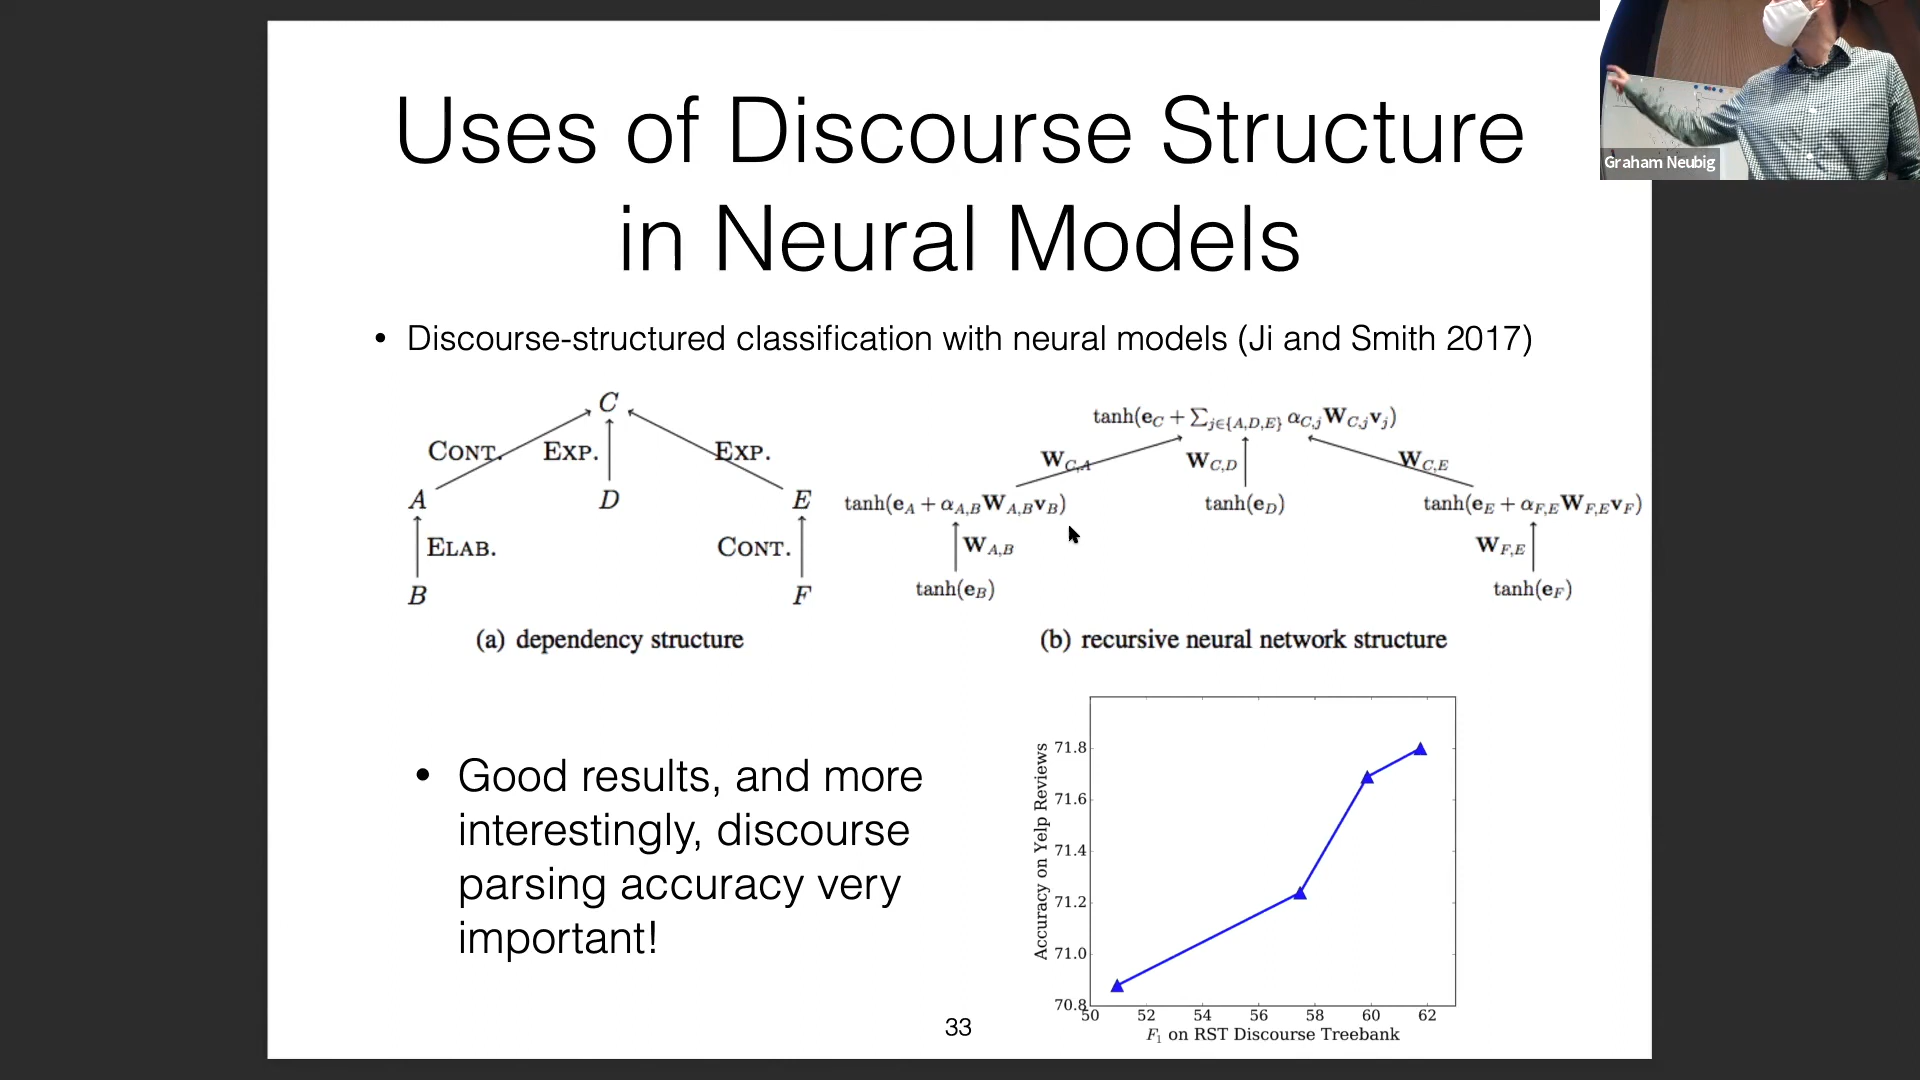 Uses of Discourse Structure
in Neural Models
Graham Neubig
• Discourse-structured classification with neural models (Ji and Smith 2017)
C
CONT. EXP. EXP.
A D E
ELAB. CONT.
B F
(a) dependency structure
tanh(e_C + ∑_{j∈{A,D,E}} α_{C,j}W_{C,j}v_j)
W_{C,A} W_{C,D} W_{C,E}
tanh(e_A + α_{A,B}W_{A,B}v_B) tanh(e_D) tanh(e_E + α_{F,E}W_{F,E}v_F)
W_{A,B} W_{F,E}
tanh(e_B) tanh(e_F)
(b) recursive neural network structure
• Good results, and more
interestingly, discourse
parsing accuracy very
important!
Accuracy on Yelp Reviews
71.8
71.6
71.4
71.2
71.0
70.8
50 52 54 56 58 60 62
F₁ on RST Discourse Treebank
33